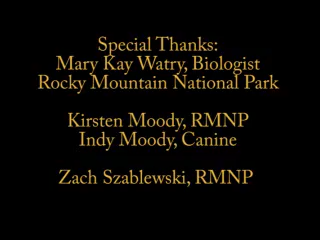 Special Thanks:
Mary Kay Watry, Biologist
Rocky Mountain National Park
Kirsten Moody, RMNP
Indy Moody, Canine
Zach Szablewski, RMNP